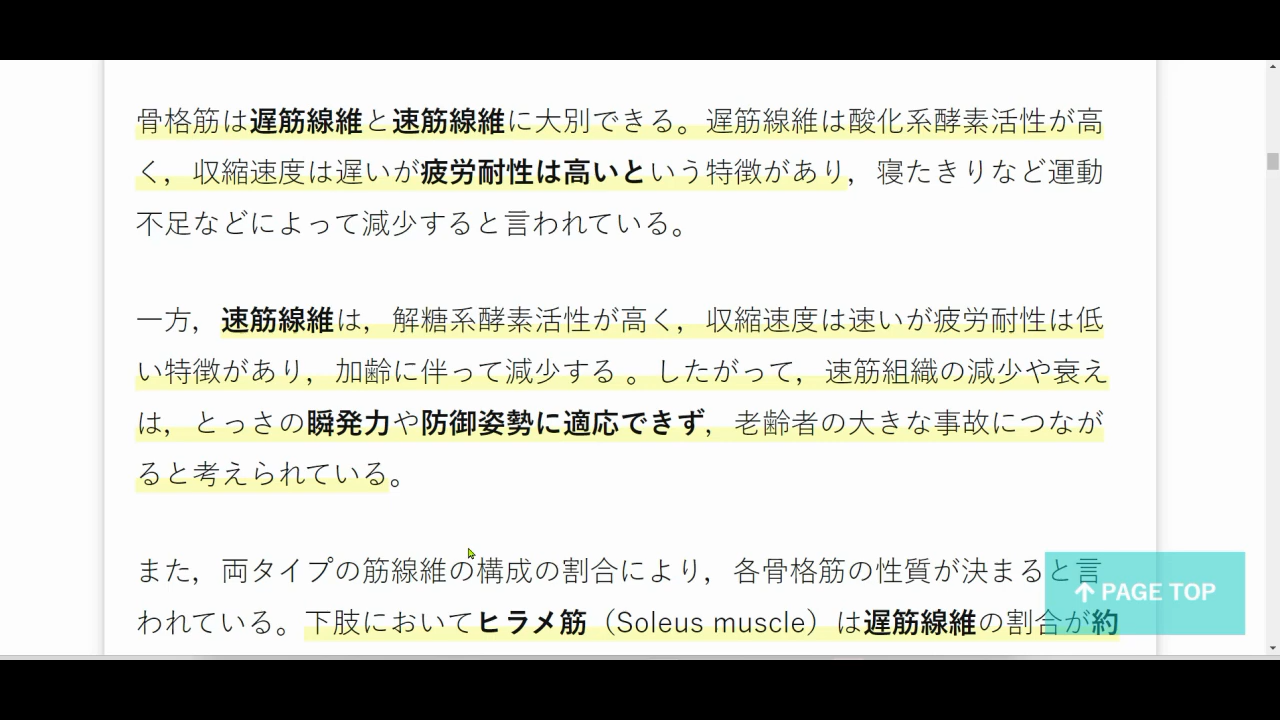 骨格筋は遅筋線維と速筋線維に大別できる。遅筋線維は酸化系酵素活性が高
く，収縮速度は遅いが疲労耐性は高いという特徴があり，寝たきりなど運動
不足などによって減少すると言われている。
一方，速筋線維は，解糖系酵素活性が高く，収縮速度は速いが疲労耐性は低
い特徴があり，加齢に伴って減少する 。したがって，速筋組織の減少や衰え
は，とっさの瞬発力や防御姿勢に適応できず，老齢者の大きな事故につなが
ると考えられている。
また，両タイプの筋線維の構成の割合により，各骨格筋の性質が決まると言
われている。下肢においてヒラメ筋（Soleus muscle）は遅筋線維の割合が約
↑ PAGE TOP